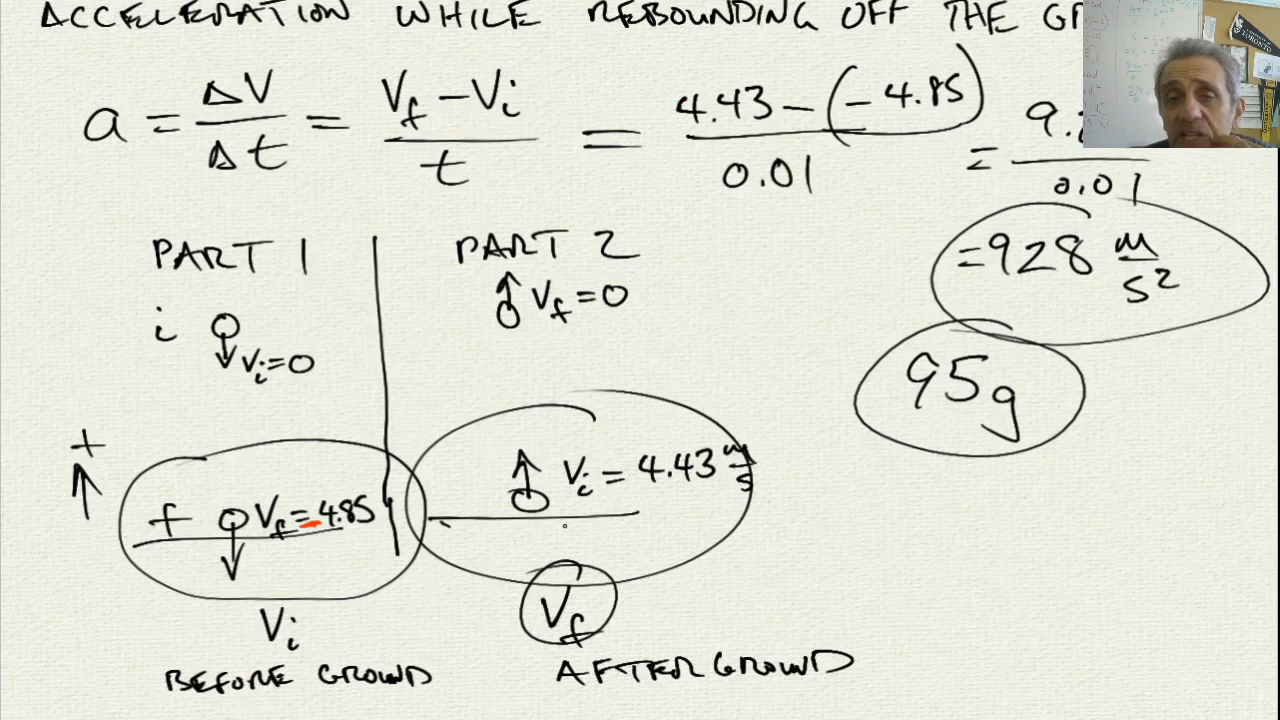 ACCELERATION WHILE REBOUNDING OFF THE
a = ΔV/Δt = (Vf - Vi)/t = (4.43 - (-4.85))/0.01 = 9./0.01
= 928 m/s²
95g
PART 1
i Vi=0
+
f Vf = -4.85
Vi
BEFORE GROUND
PART 2
Vf = 0
Vi = 4.43 m/s
Vf
AFTER GROUND
TORONTO